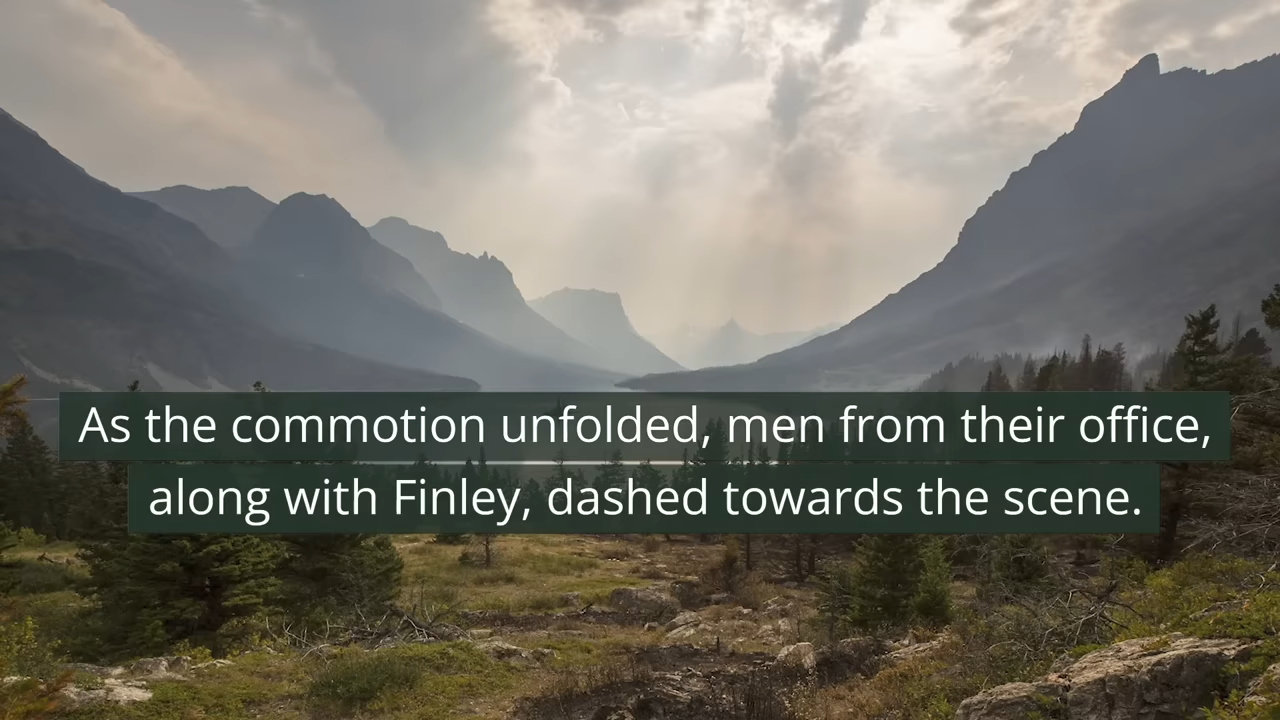 As the commotion unfolded, men from their office,
along with Finley, dashed towards the scene.